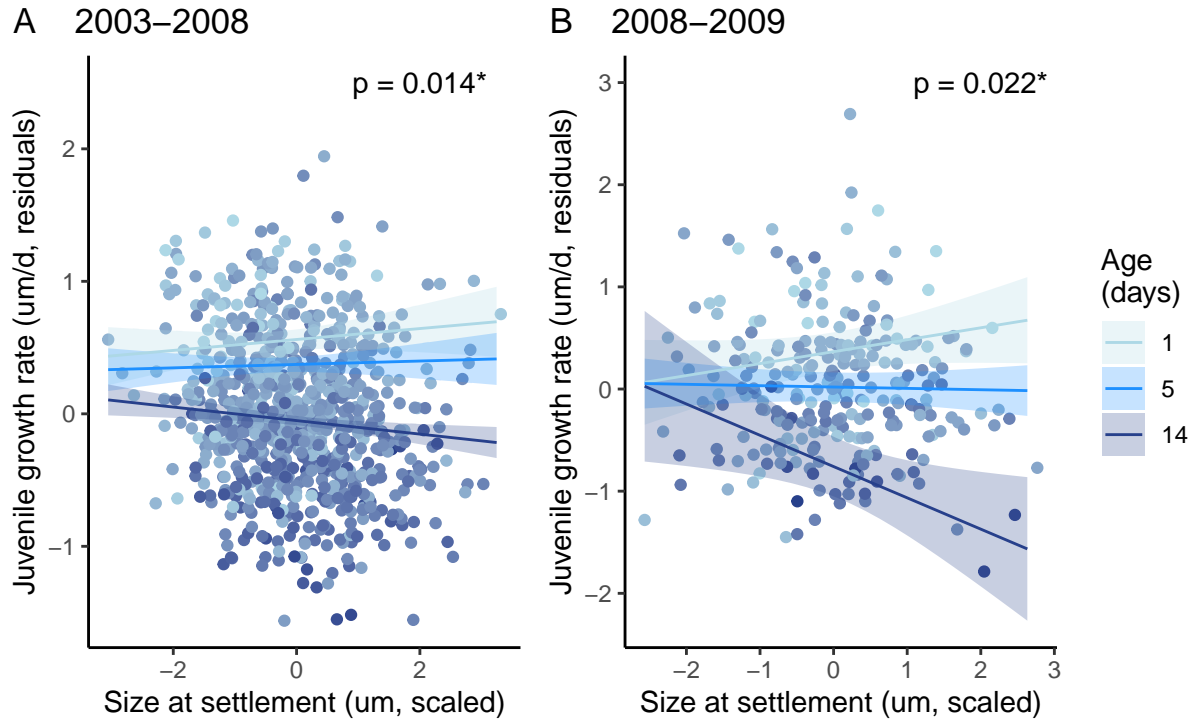 A 2003−2008
p = 0.014*
Juvenile growth rate (um/d, residuals)
2
1
0
−1
−2 0 2
Size at settlement (um, scaled)
B 2008−2009
p = 0.022*
Juvenile growth rate (um/d, residuals)
3
2
1
0
−1
−2
−2 −1 0 1 2 3
Size at settlement (um, scaled)
Age
(days)
1
5
14